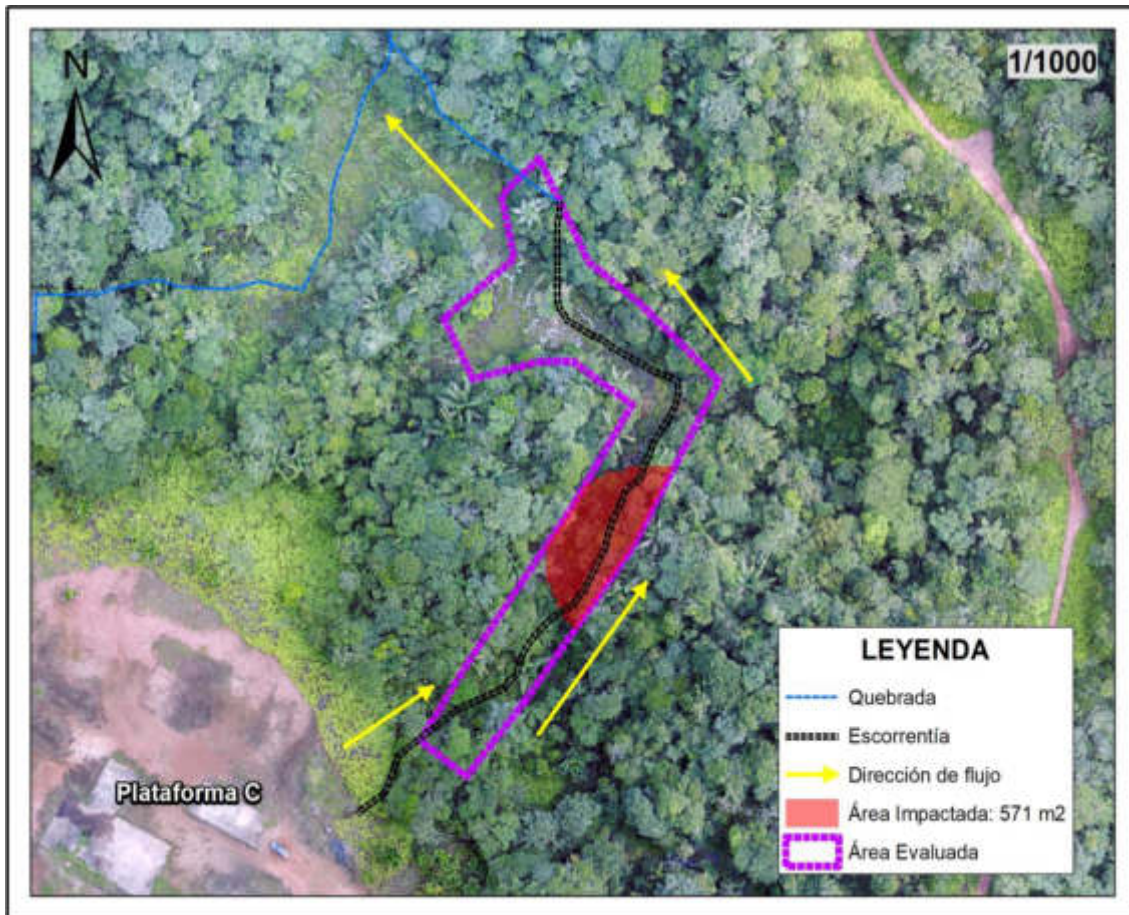 N
1/1000
Plataforma C
LEYENDA
Quebrada
Escorrentía
Dirección de flujo
Área Impactada: 571 m2
Área Evaluada